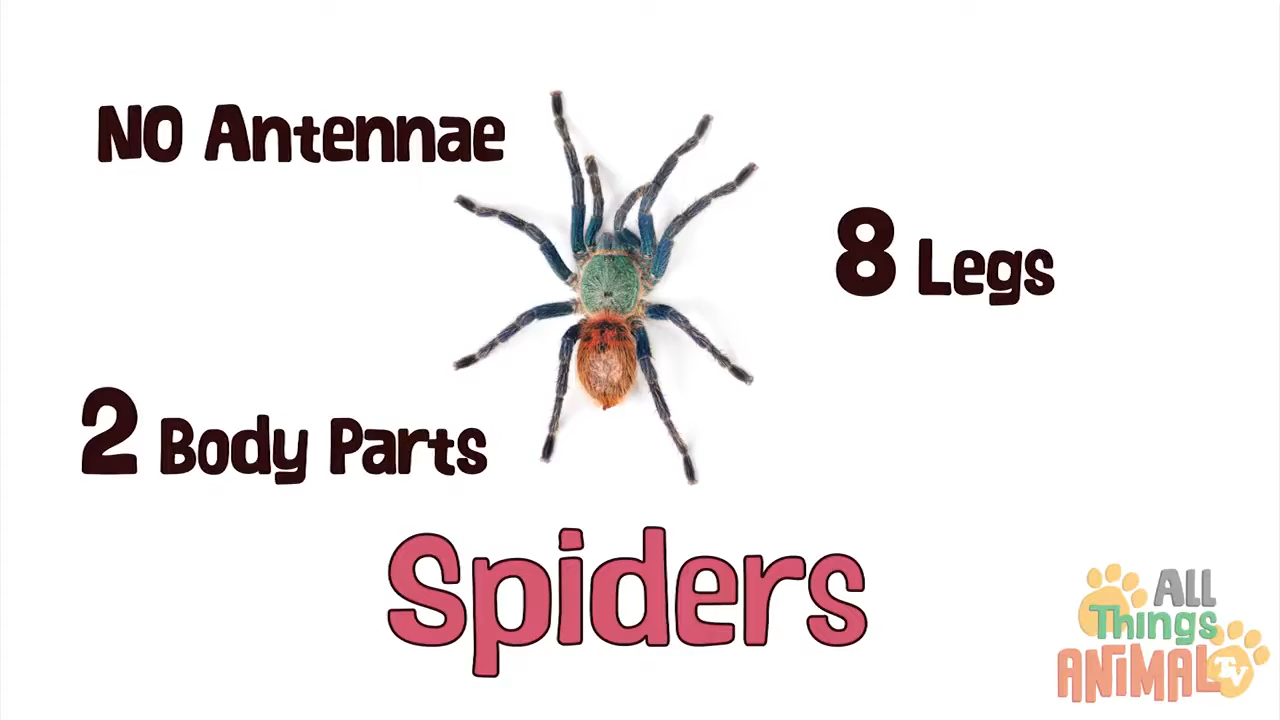 NO Antennae
8 Legs
2 Body Parts
Spiders
All
Things
ANIMAL
TV